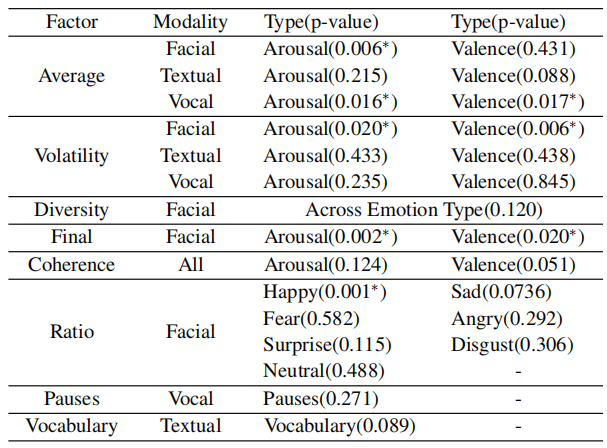 Factor Modality Type(p-value) Type(p-value)
Facial Arousal(0.006*) Valence(0.431)
Average Textual Arousal(0.215) Valence(0.088)
Vocal Arousal(0.016*) Valence(0.017*)
Facial Arousal(0.020*) Valence(0.006*)
Volatility Textual Arousal(0.433) Valence(0.438)
Vocal Arousal(0.235) Valence(0.845)
Diversity Facial Across Emotion Type(0.120)
Final Facial Arousal(0.002*) Valence(0.020*)
Coherence All Arousal(0.124) Valence(0.051)
Happy(0.001*) Sad(0.0736)
Fear(0.582) Angry(0.292)
Ratio Facial
Surprise(0.115) Disgust(0.306)
Neutral(0.488) -
Pauses Vocal Pauses(0.271) -
Vocabulary Textual Vocabulary(0.089) -